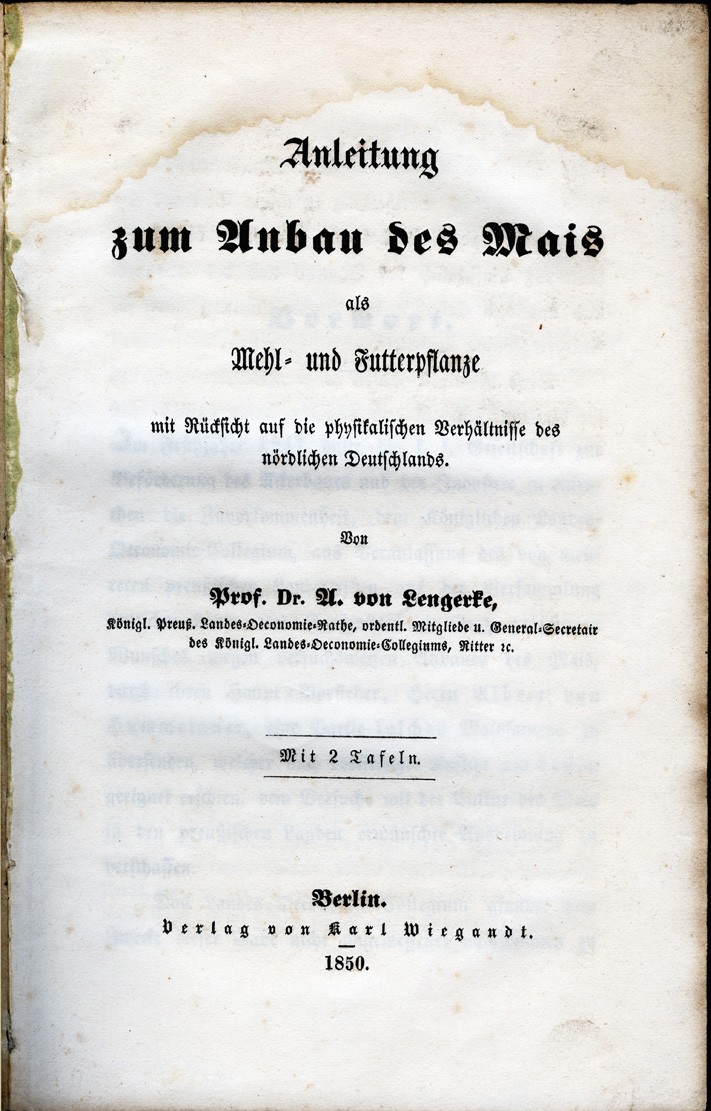 Anleitung
zum Anbau des Mais
als
Mehl- und Futterpflanze
mit Rücksicht auf die physikalischen Verhältnisse des
nördlichen Deutschlands.
Von
Prof. Dr. A. von Lengerke,
Königl. Preuß. Landes-Oeconomie-Rathe, ordentl. Mitgliede u. General-Secretair
des Königl. Landes-Oeconomie-Collegiums, Ritter ꝛc.
Mit 2 Tafeln.
Berlin.
Verlag von Karl Wiegandt.
1850.